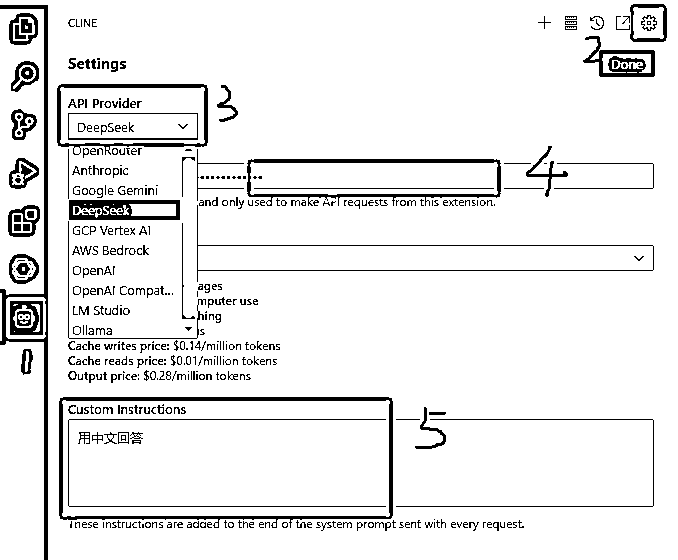 CLINE
2
Settings
Done
API Provider
3
DeepSeek
OpenRouter
Anthropic
4
Google Gemini
DeepSeek
and only used to make API requests from this extension.
GCP Vertex AI
AWS Bedrock
OpenAI
OpenAI Compat...
ages
LM Studio
mputer use
hing
Ollama
is
Cache writes price: $0.14/million tokens
1
Cache reads price: $0.01/million tokens
Output price: $0.28/million tokens
Custom Instructions
5
用中文回答
These instructions are added to the end of the system prompt sent with every request.